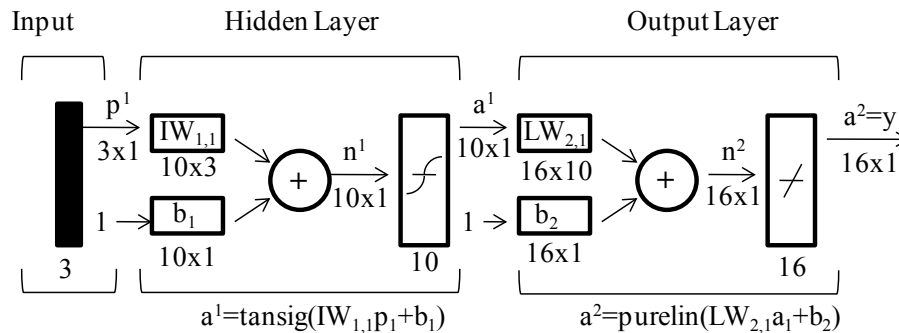 Input Hidden Layer Output Layer
p¹ a¹ a²=y
IW₁,₁ LW₂,₁
3x1 10x3 n¹ 10x1 16x10 n² 16x1
+ +
10x1 16x1
1 b₁ 1 b₂
3 10x1 10 16x1 16
a¹=tansig(IW₁,₁p₁+b₁) a²=purelin(LW₂,₁a₁+b₂)